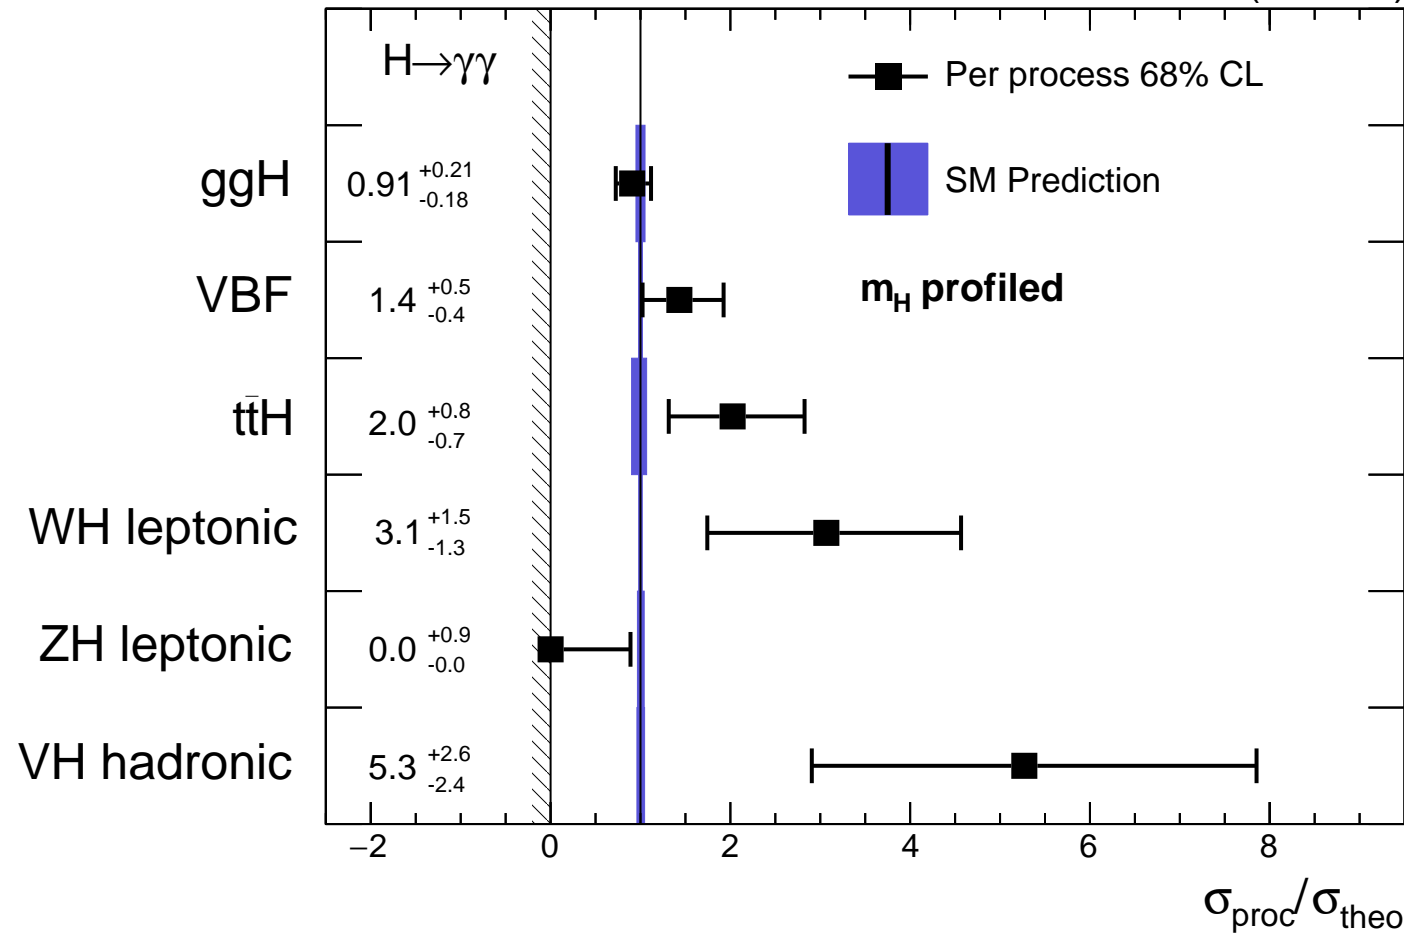 H→γγ
Per process 68% CL
SM Prediction
m_H profiled
ggH 0.91 +0.21 -0.18
VBF 1.4 +0.5 -0.4
tt̄H 2.0 +0.8 -0.7
WH leptonic 3.1 +1.5 -1.3
ZH leptonic 0.0 +0.9 -0.0
VH hadronic 5.3 +2.6 -2.4
−2 0 2 4 6 8
σ_proc/σ_theo